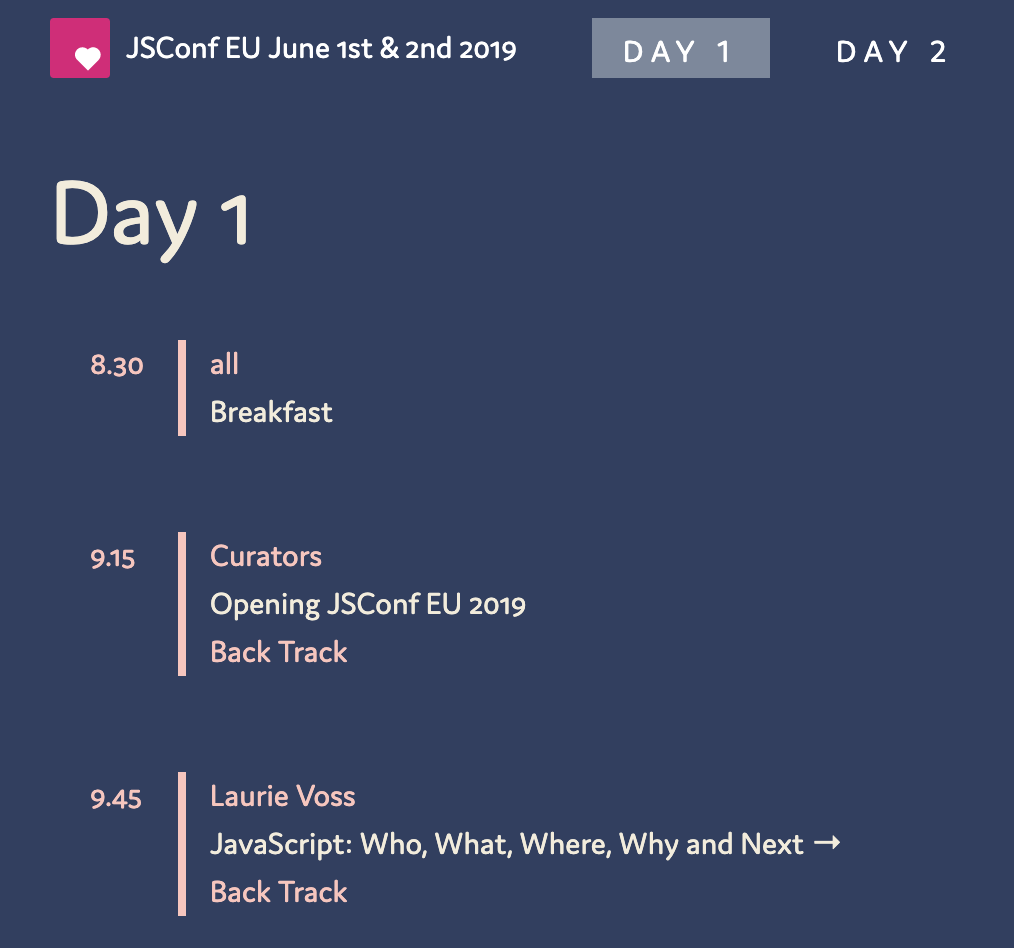 JSConf EU June 1st & 2nd 2019
DAY 1
DAY 2
Day 1
8.30
all
Breakfast
9.15
Curators
Opening JSConf EU 2019
Back Track
9.45
Laurie Voss
JavaScript: Who, What, Where, Why and Next →
Back Track